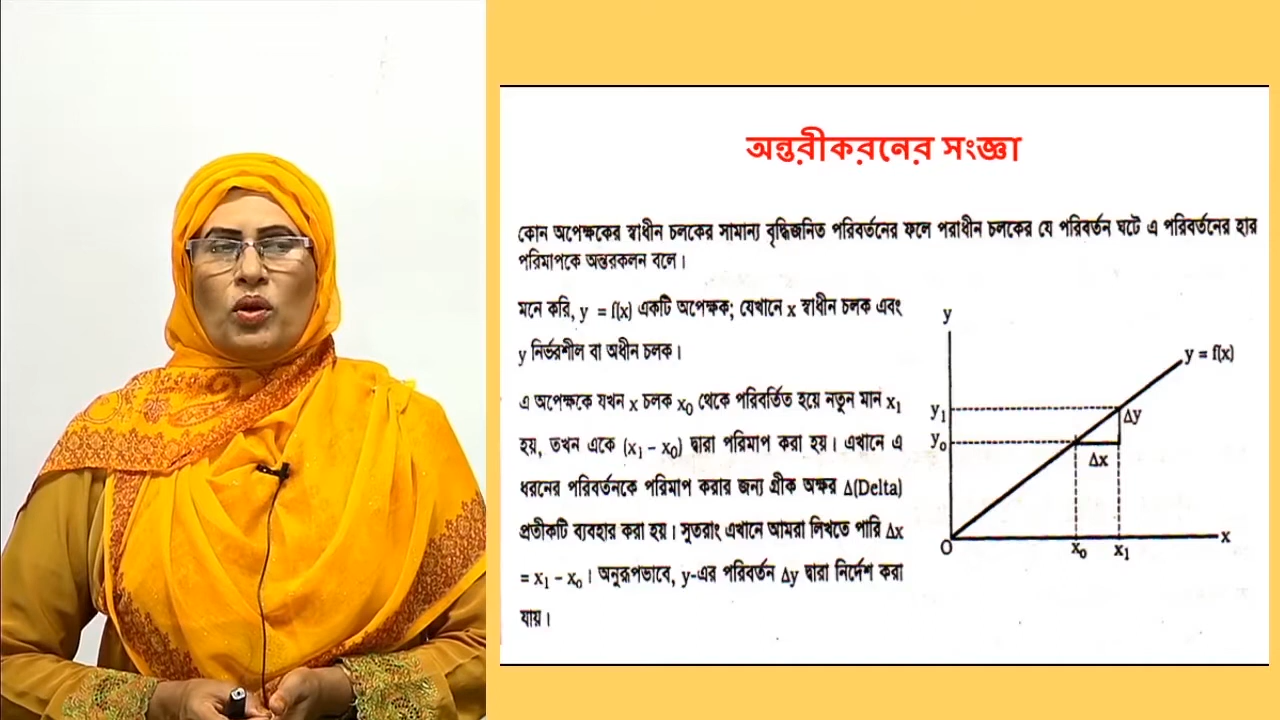 অন্তরীকরনের সংজ্ঞা
কোন অপেক্ষকের স্বাধীন চলকের সামান্য বৃদ্ধিজনিত পরিবর্তনের ফলে পরাধীন চলকের যে পরিবর্তন ঘটে এ পরিবর্তনের হার
পরিমাপকে অন্তরকলন বলে।
মনে করি, y = f(x) একটি অপেক্ষক; যেখানে x স্বাধীন চলক এবং
y নির্ভরশীল বা অধীন চলক।
এ অপেক্ষকে যখন x চলক x₀ থেকে পরিবর্তিত হয়ে নতুন মান x₁
হয়, তখন একে (x₁ – x₀) দ্বারা পরিমাপ করা হয়। এখানে এ
ধরনের পরিবর্তনকে পরিমাপ করার জন্য গ্রীক অক্ষর Δ(Delta)
প্রতীকটি ব্যবহার করা হয়। সুতরাং এখানে আমরা লিখতে পারি Δx
= x₁ – x₀। অনুরূপভাবে, y-এর পরিবর্তন Δy দ্বারা নির্দেশ করা
যায়।
y
y = f(x)
y₁
Δy
y₀
Δx
O
x₀
x₁
x